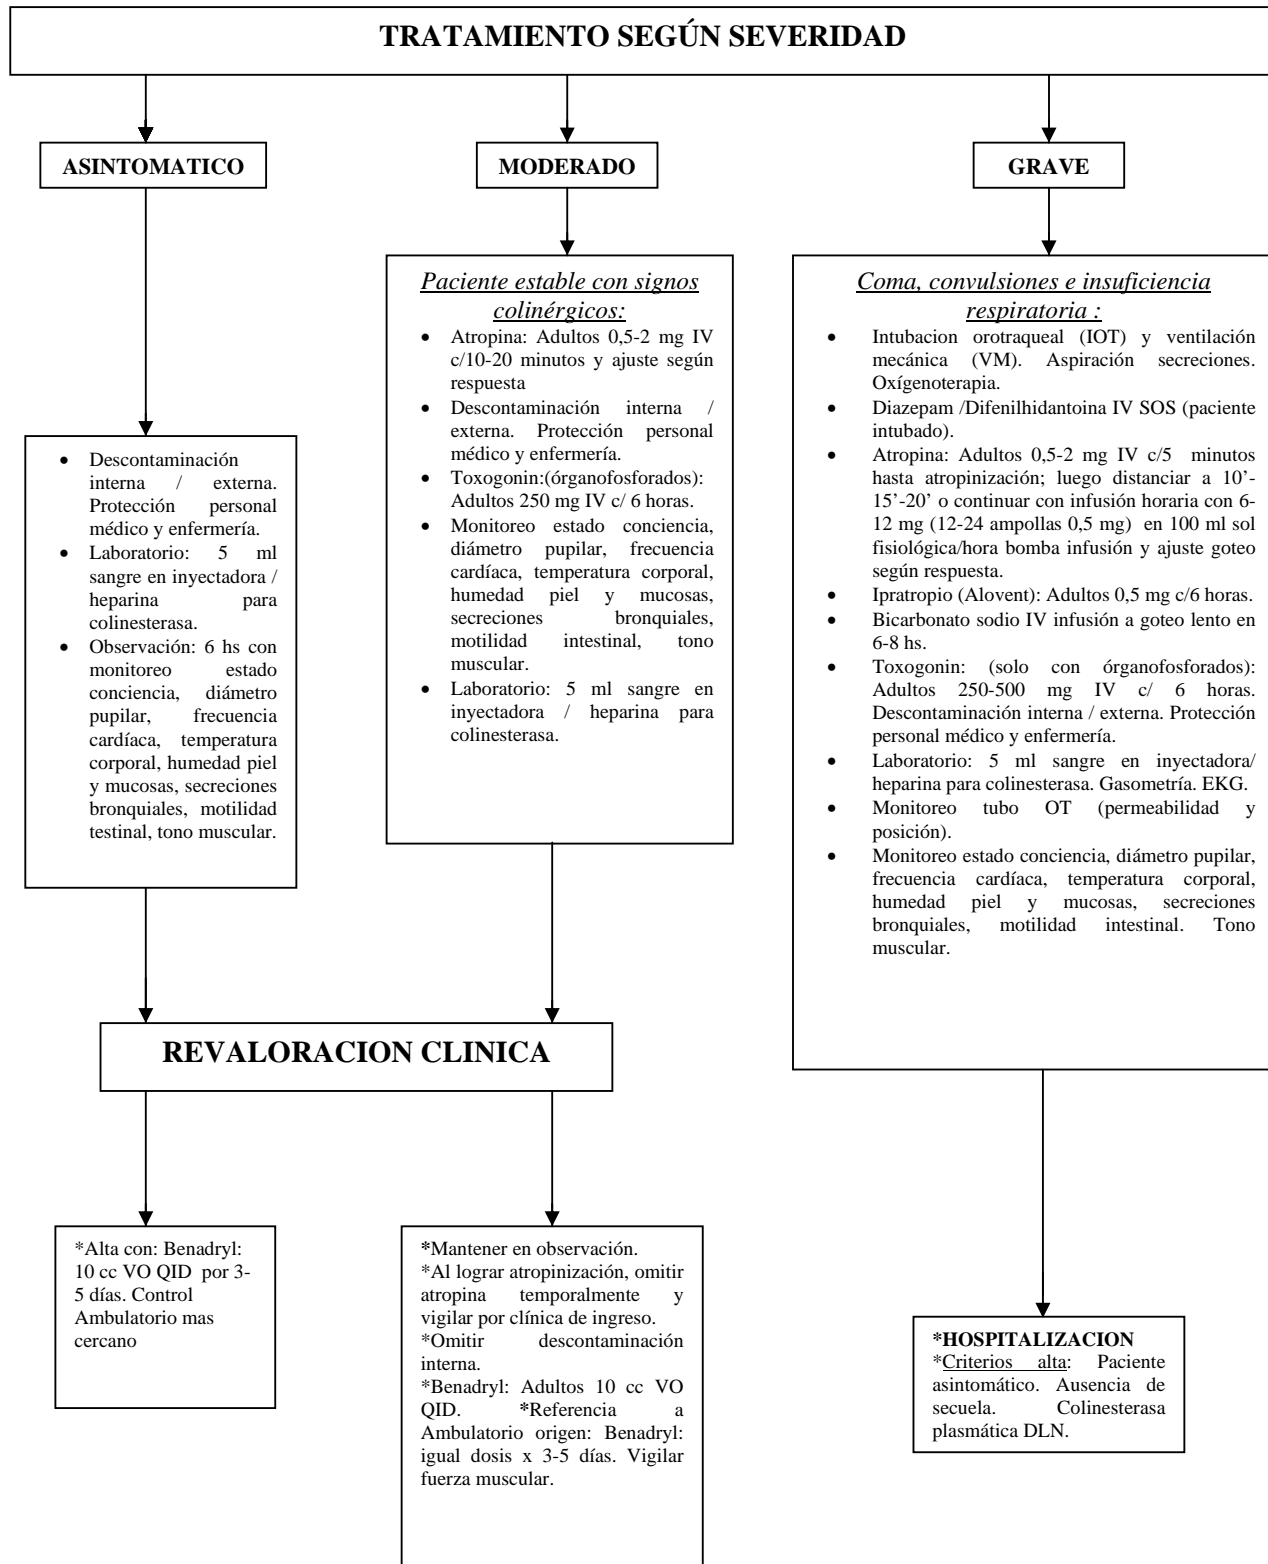 TRATAMIENTO SEGÚN SEVERIDAD
ASINTOMATICO
MODERADO
GRAVE
• Descontaminación
interna / externa.
Protección personal
médico y enfermería.
• Laboratorio: 5 ml
sangre en inyectadora /
heparina para
colinesterasa.
• Observación: 6 hs con
monitoreo estado
conciencia, diámetro
pupilar, frecuencia
cardíaca, temperatura
corporal, humedad piel
y mucosas, secreciones
bronquiales, motilidad
testinal, tono muscular.
Paciente estable con signos
colinérgicos:
• Atropina: Adultos 0,5-2 mg IV
c/10-20 minutos y ajuste según
respuesta
• Descontaminación interna /
externa. Protección personal
médico y enfermería.
• Toxogonin:(órganofosforados):
Adultos 250 mg IV c/ 6 horas.
• Monitoreo estado conciencia,
diámetro pupilar, frecuencia
cardíaca, temperatura corporal,
humedad piel y mucosas,
secreciones bronquiales,
motilidad intestinal, tono
muscular.
• Laboratorio: 5 ml sangre en
inyectadora / heparina para
colinesterasa.
Coma, convulsiones e insuficiencia
respiratoria :
• Intubacion orotraqueal (IOT) y ventilación
mecánica (VM). Aspiración secreciones.
Oxígenoterapia.
• Diazepam /Difenilhidantoina IV SOS (paciente
intubado).
• Atropina: Adultos 0,5-2 mg IV c/5 minutos
hasta atropinización; luego distanciar a 10’-
15’-20’ o continuar con infusión horaria con 6-
12 mg (12-24 ampollas 0,5 mg) en 100 ml sol
fisiológica/hora bomba infusión y ajuste goteo
según respuesta.
• Ipratropio (Alovent): Adultos 0,5 mg c/6 horas.
• Bicarbonato sodio IV infusión a goteo lento en
6-8 hs.
• Toxogonin: (solo con órganofosforados):
Adultos 250-500 mg IV c/ 6 horas.
Descontaminación interna / externa. Protección
personal médico y enfermería.
• Laboratorio: 5 ml sangre en inyectadora/
heparina para colinesterasa. Gasometría. EKG.
• Monitoreo tubo OT (permeabilidad y
posición).
• Monitoreo estado conciencia, diámetro pupilar,
frecuencia cardíaca, temperatura corporal,
humedad piel y mucosas, secreciones
bronquiales, motilidad intestinal. Tono
muscular.
REVALORACION CLINICA
*Alta con: Benadryl:
10 cc VO QID por 3-
5 días. Control
Ambulatorio mas
cercano
*Mantener en observación.
*Al lograr atropinización, omitir
atropina temporalmente y
vigilar por clínica de ingreso.
*Omitir descontaminación
interna.
*Benadryl: Adultos 10 cc VO
QID. *Referencia a
Ambulatorio origen: Benadryl:
igual dosis x 3-5 días. Vigilar
fuerza muscular.
*HOSPITALIZACION
*Criterios alta: Paciente
asintomático. Ausencia de
secuela. Colinesterasa
plasmática DLN.